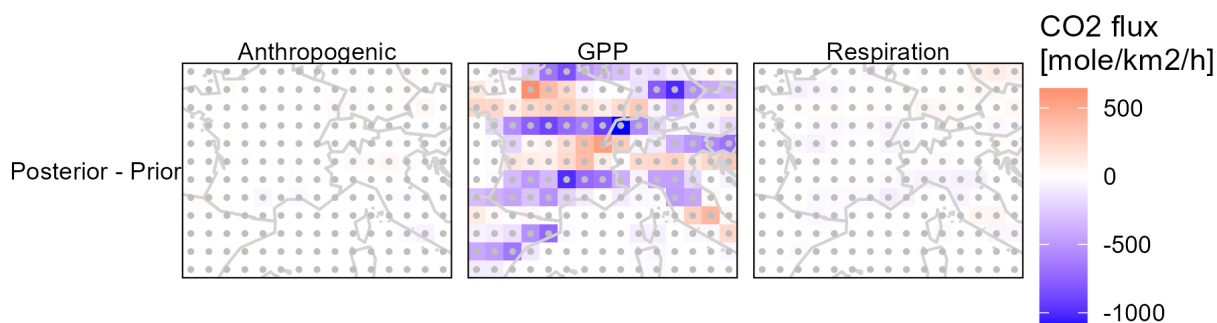 CO2 flux
[mole/km2/h]
Anthropogenic
GPP
Respiration
Posterior - Prior
500
0
-500
-1000